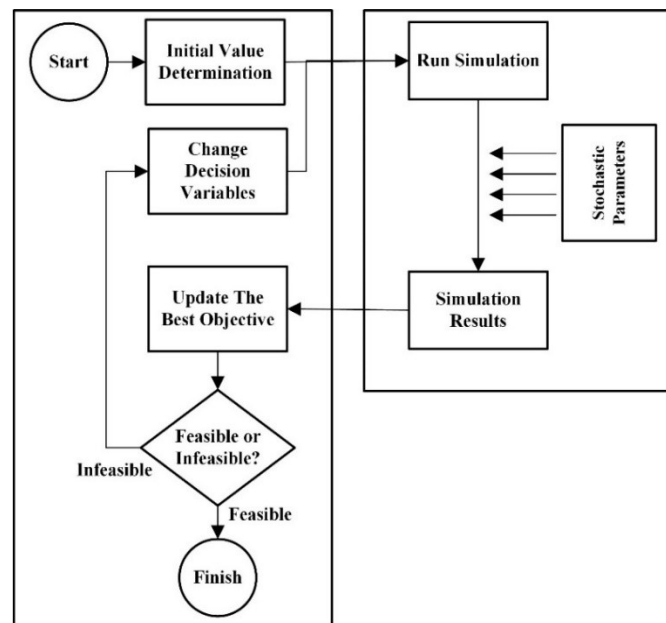 Start
Initial Value
Determination
Run Simulation
Change
Decision
Variables
Stochastic
Parameters
Update The
Best Objective
Simulation
Results
Feasible or
Infeasible?
Infeasible
Feasible
Finish